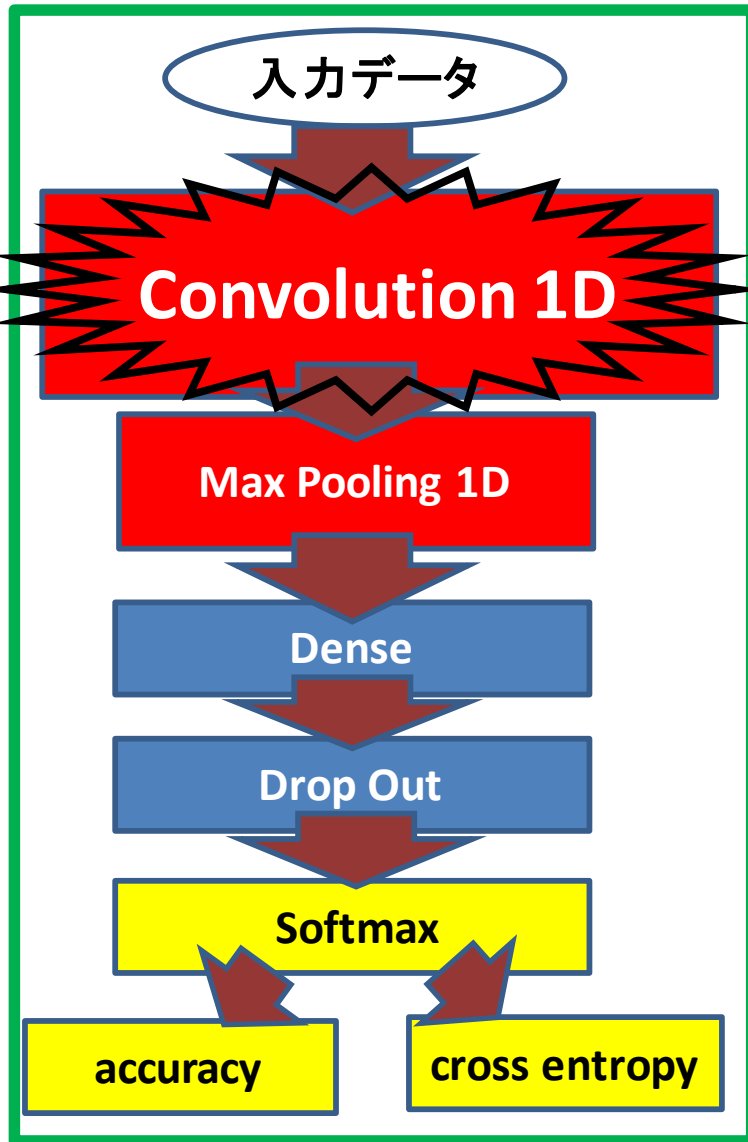 入力データ
Convolution 1D
Max Pooling 1D
Dense
Drop Out
Softmax
accuracy
cross entropy